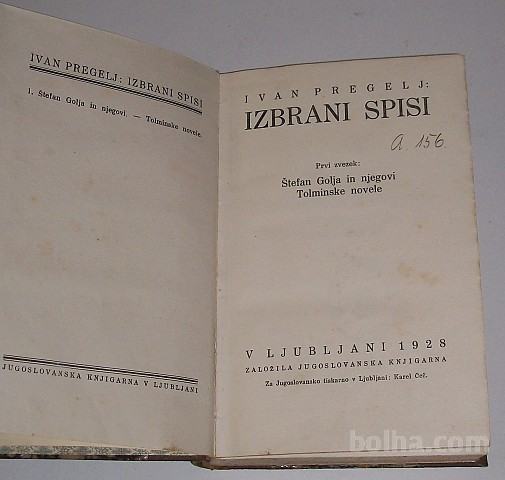 IVAN PREGELJ: IZBRANI SPISI
I. Štefan Golja in njegovi. — Tolminske novele.
JUGOSLOVANSKA KNJIGARNA V LJUBLJANI
IVAN PREGELJ:
IZBRANI SPISI
A. 156
Prvi zvezek:
Štefan Golja in njegovi
Tolminske novele
V LJUBLJANI 1928
ZALOŽILA JUGOSLOVANSKA KNJIGARNA
Za Jugoslovansko tiskarno v Ljubljani: Karel Čeč.
bolha.com